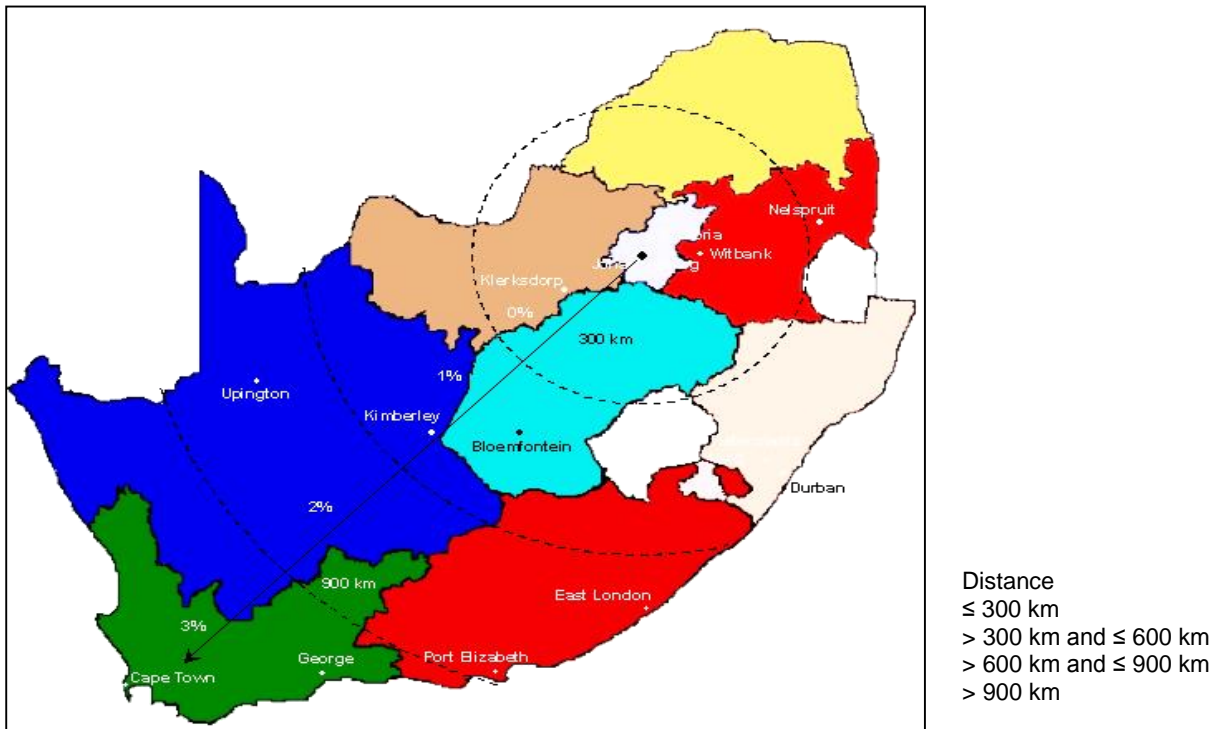 Nelspruit
Witbank
Klerksdorp
0%
300 km
1%
Upington
Kimberley
Bloemfontein
Durban
2%
900 km
East London
3%
George
Port Elizabeth
Cape Town
Distance
≤ 300 km
> 300 km and ≤ 600 km
> 600 km and ≤ 900 km
> 900 km